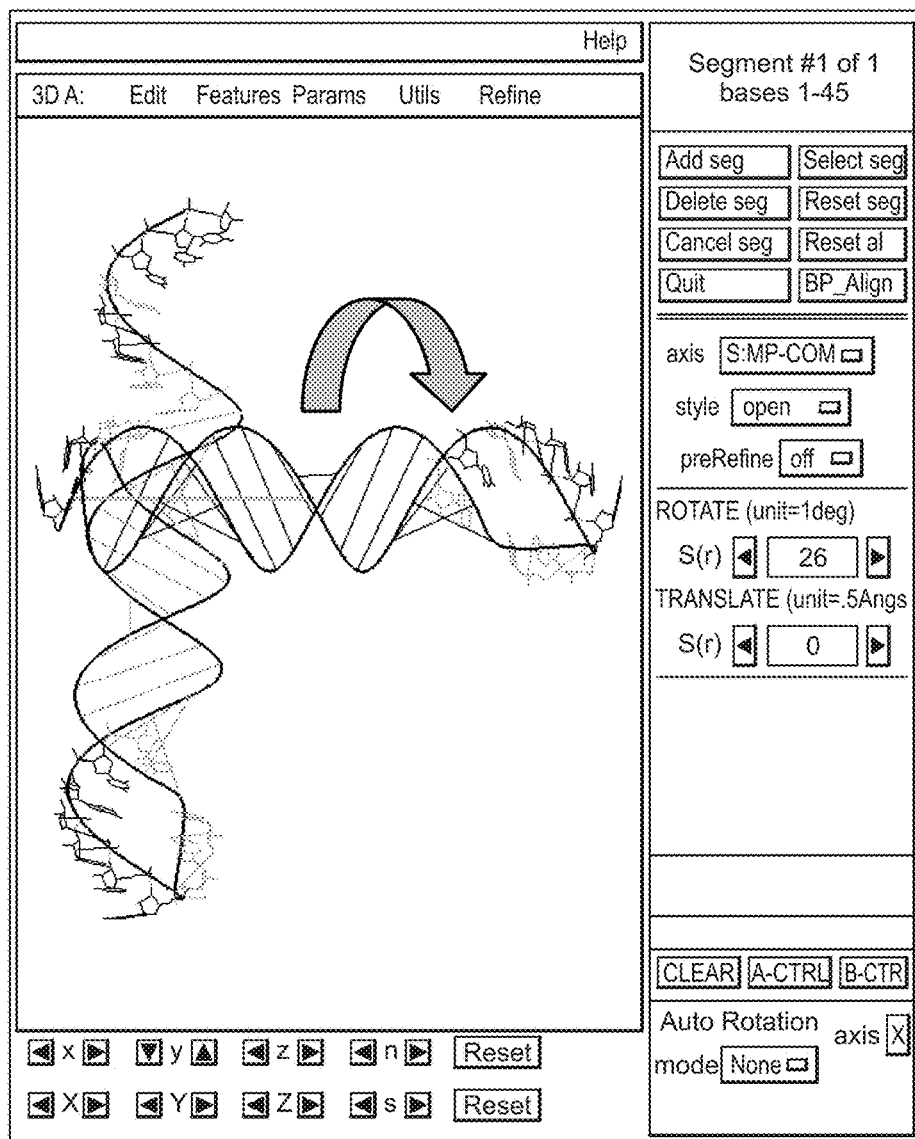 Help
3D A: Edit Features Params Utils Refine
Segment #1 of 1
bases 1-45
Add seg Select seg
Delete seg Reset seg
Cancel seg Reset al
Quit BP_Align
axis S:MP-COM
style open
preRefine off
ROTATE (unit=1deg)
S(r) 26
TRANSLATE (unit=.5Angs
S(r) 0
CLEAR A-CTRL B-CTR
Auto Rotation
axis X
mode None
x y z n Reset
X Y Z s Reset